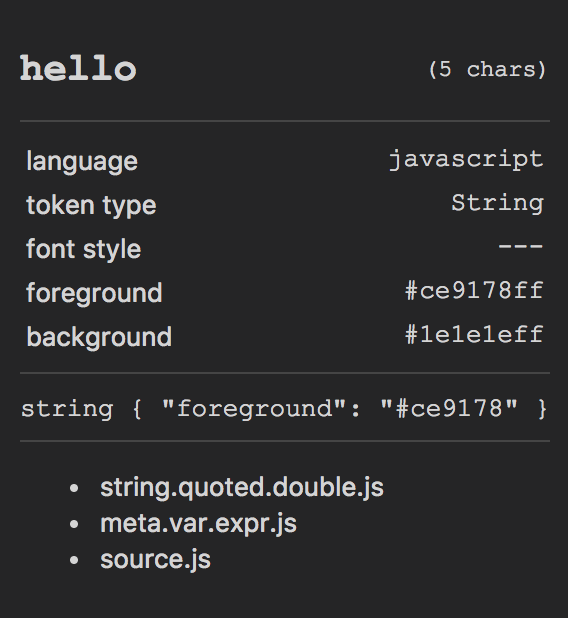 hello (5 chars)
language javascript
token type String
font style ---
foreground #ce9178ff
background #1e1e1eff
string { "foreground": "#ce9178" }
• string.quoted.double.js
• meta.var.expr.js
• source.js